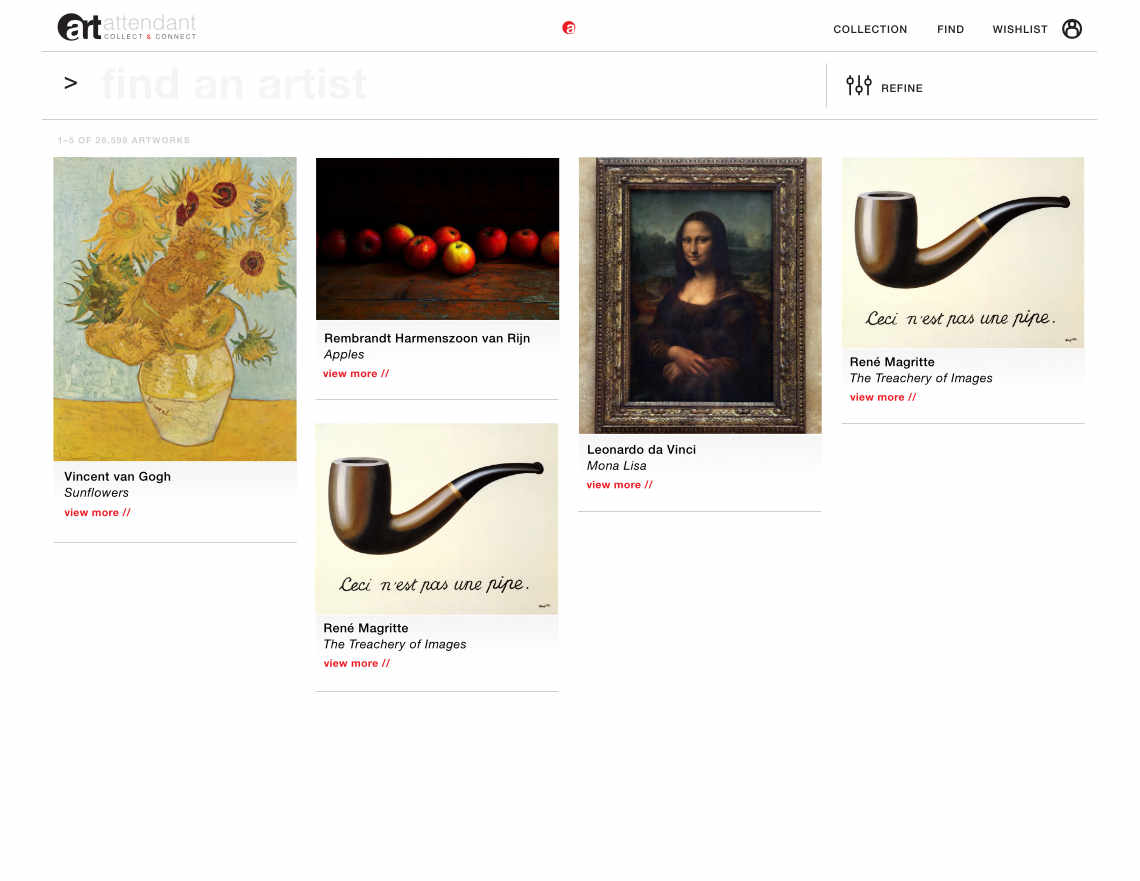 artattendant
COLLECT & CONNECT
a
COLLECTION
FIND
WISHLIST
> find an artist
REFINE
1–5 OF 26,599 ARTWORKS
Vincent van Gogh
Sunflowers
view more //
Rembrandt Harmenszoon van Rijn
Apples
view more //
Ceci n'est pas une pipe.
René Magritte
The Treachery of Images
view more //
Leonardo da Vinci
Mona Lisa
view more //
Ceci n'est pas une pipe.
René Magritte
The Treachery of Images
view more //